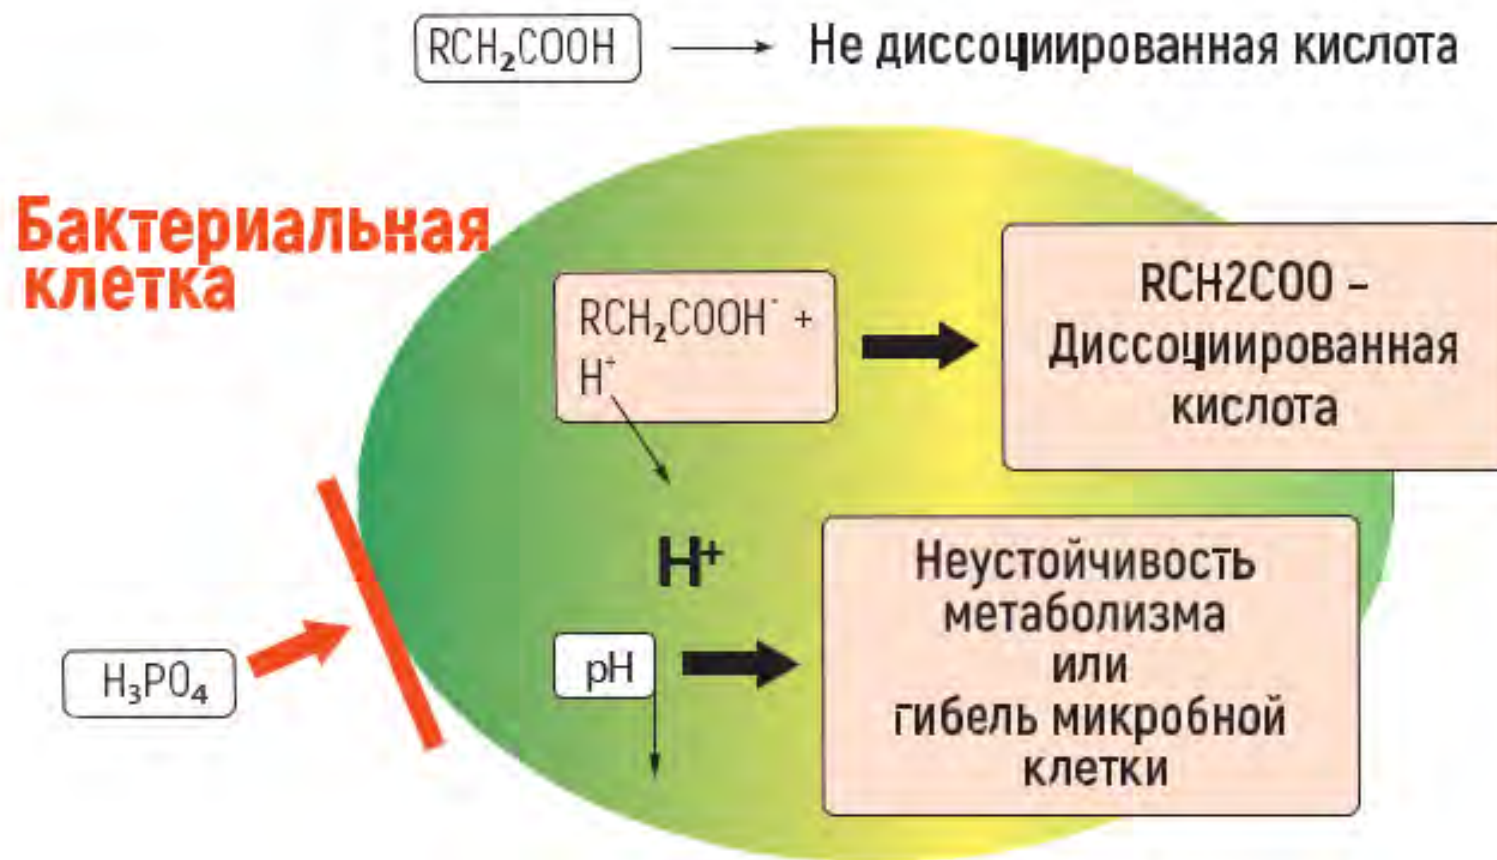 RCH₂COOH → Не диссоциированная кислота
Бактериальная
клетка
RCH₂COOH⁻ +
H⁺
RCH2COO –
Диссоциированная
кислота
H⁺
H₃PO₄
pH
Неустойчивость
метаболизма
или
гибель микробной
клетки